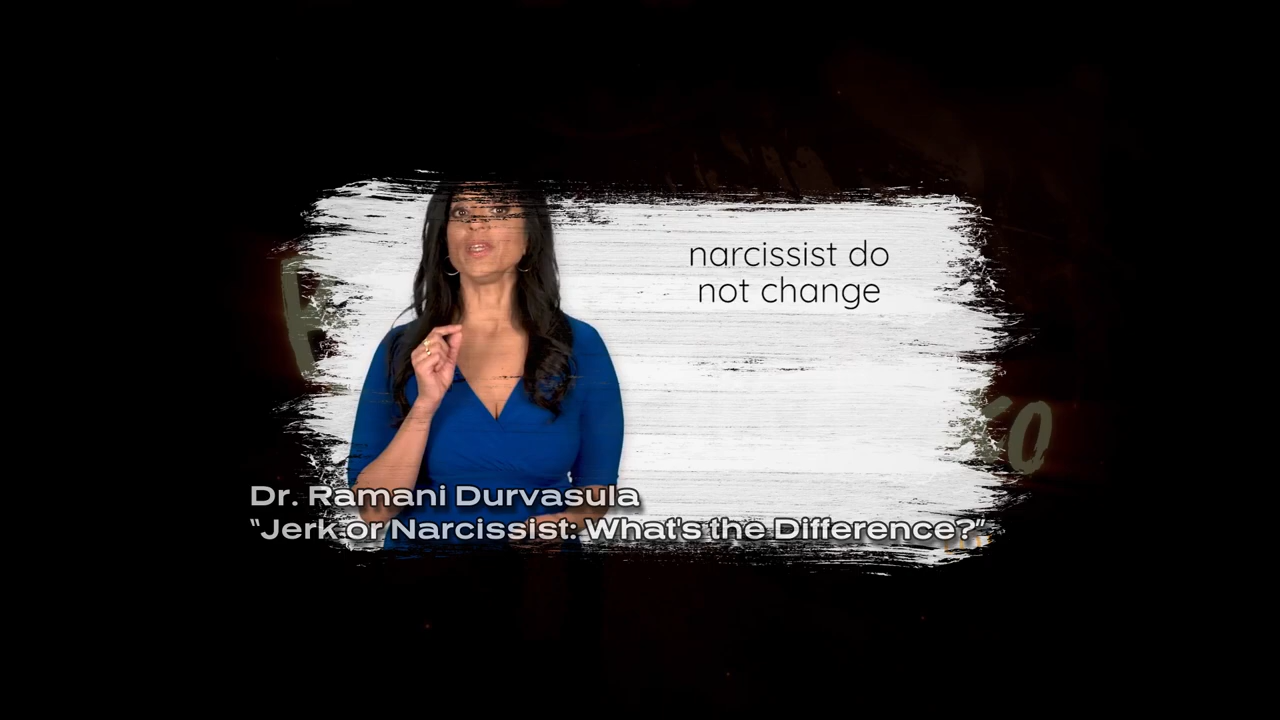 narcissist do
not change
Dr. Ramani Durvasula
"Jerk or Narcissist: What's the Difference?"